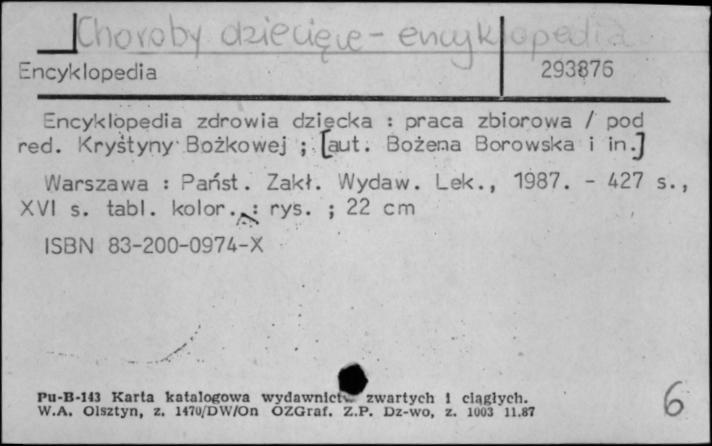 Choroby dziecięce - encyklopedia
Encyklopedia 293876
Encyklopedia zdrowia dziecka : praca zbiorowa / pod
red. Krystyny Bożkowej ; [aut. Bożena Borowska i in.]
Warszawa : Państ. Zakł. Wydaw. Lek., 1987. - 427 s.,
XVI s. tabl. kolor. : rys. ; 22 cm
ISBN 83-200-0974-X
Pu-B-143 Karta katalogowa wydawnictw zwartych i ciągłych.
W.A. Olsztyn, z. 1470/DW/On OZGraf. Z.P. Dz-wo, z. 1003 11.87
6